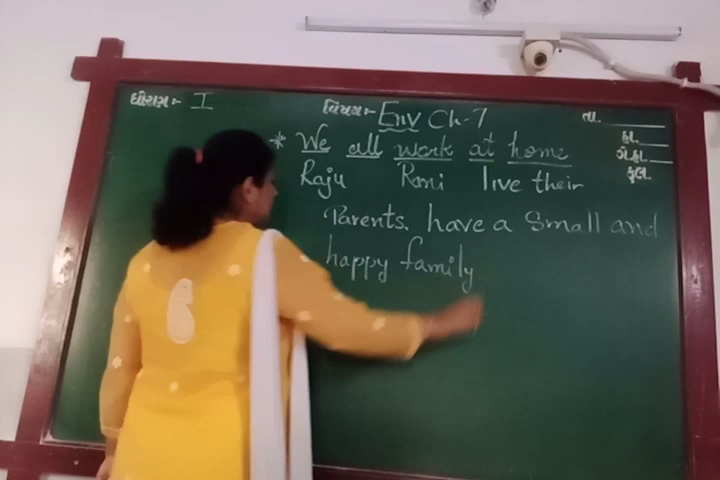 ધોરણઃ- I
વિષયઃ- Env Ch-7
તા.
હા.
ગે.હા.
કુલ.
* We all work at home
Raju Rani live their
Parents. have a Small and
happy family